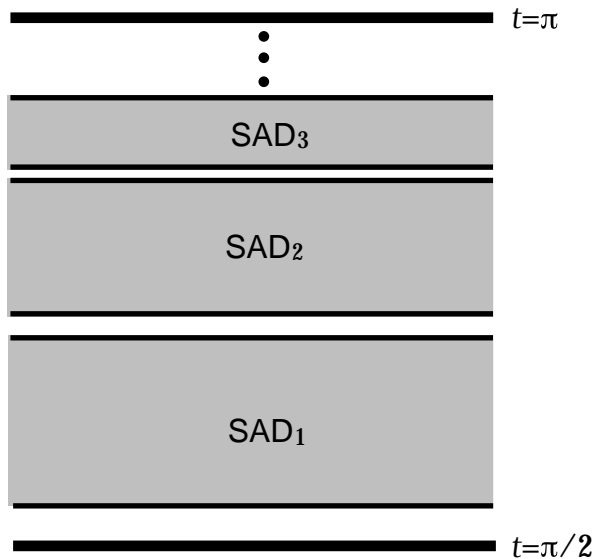 t=π
SAD₃
SAD₂
SAD₁
t=π/2